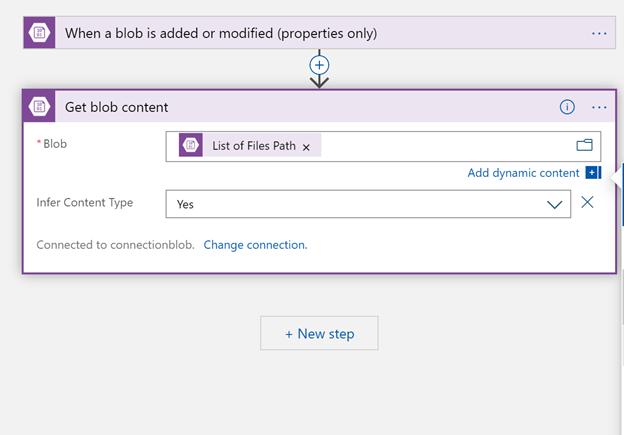 When a blob is added or modified (properties only)
Get blob content
* Blob
List of Files Path ×
Add dynamic content
Infer Content Type
Yes
Connected to connectionblob. Change connection.
+ New step